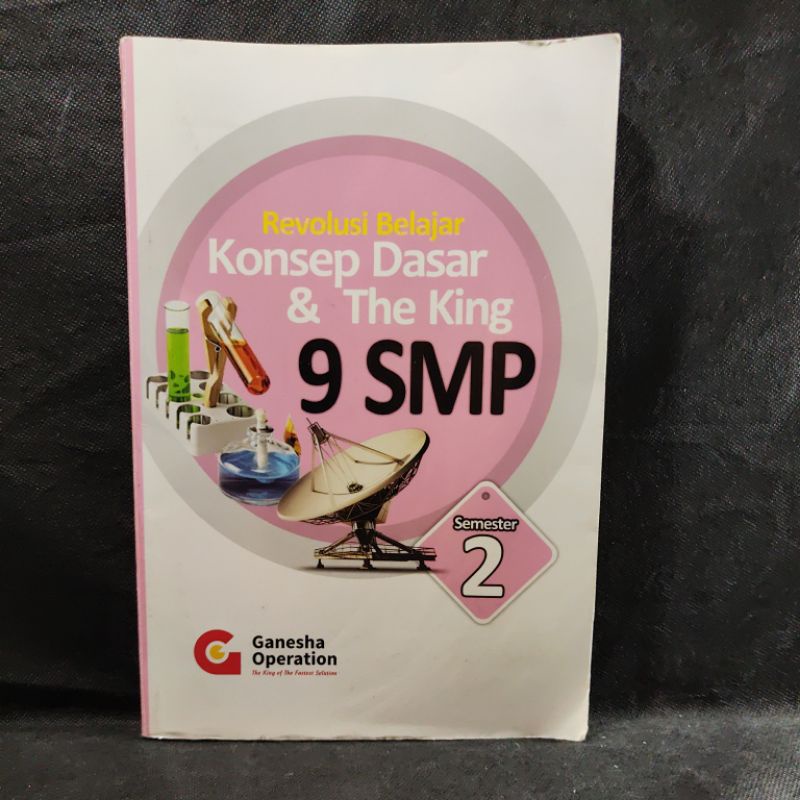 Revolusi Belajar
Konsep Dasar
& The King
9 SMP
Semester
2
Ganesha
Operation
The King of The Fastest Solution